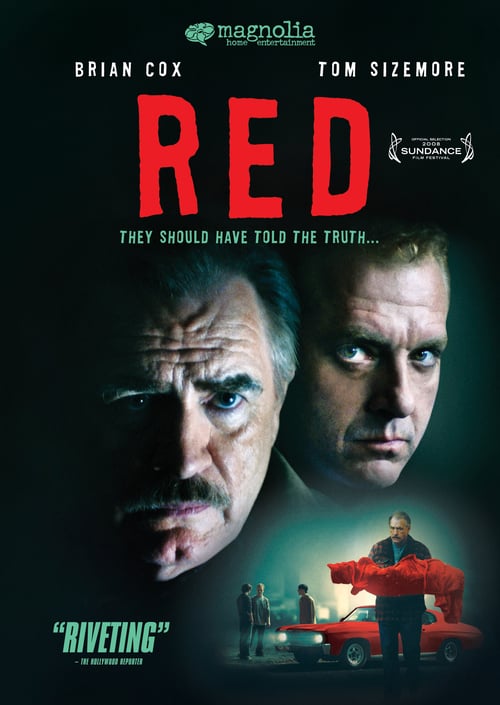 magnolia
home entertainment
BRIAN COX
TOM SIZEMORE
RED
OFFICIAL SELECTION
2008
SUNDANCE
FILM FESTIVAL
THEY SHOULD HAVE TOLD THE TRUTH...
"RIVETING"
– THE HOLLYWOOD REPORTER